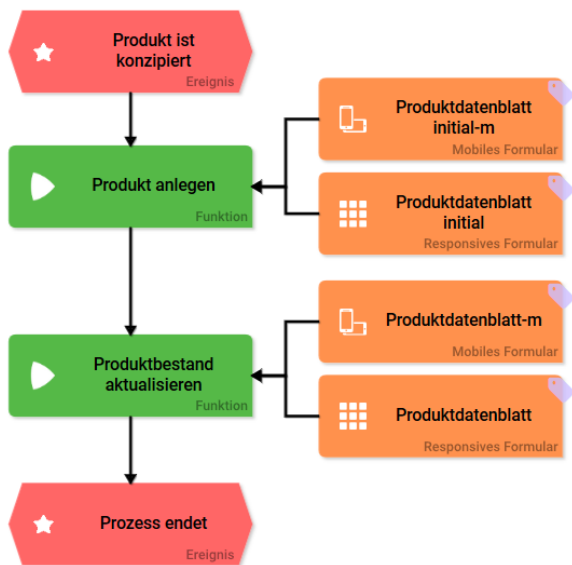 Produkt ist
konzipiert
Ereignis
Produktdatenblatt
initial-m
Mobiles Formular
Produkt anlegen
Funktion
Produktdatenblatt
initial
Responsives Formular
Produktdatenblatt-m
Mobiles Formular
Produktbestand
aktualisieren
Funktion
Produktdatenblatt
Responsives Formular
Prozess endet
Ereignis